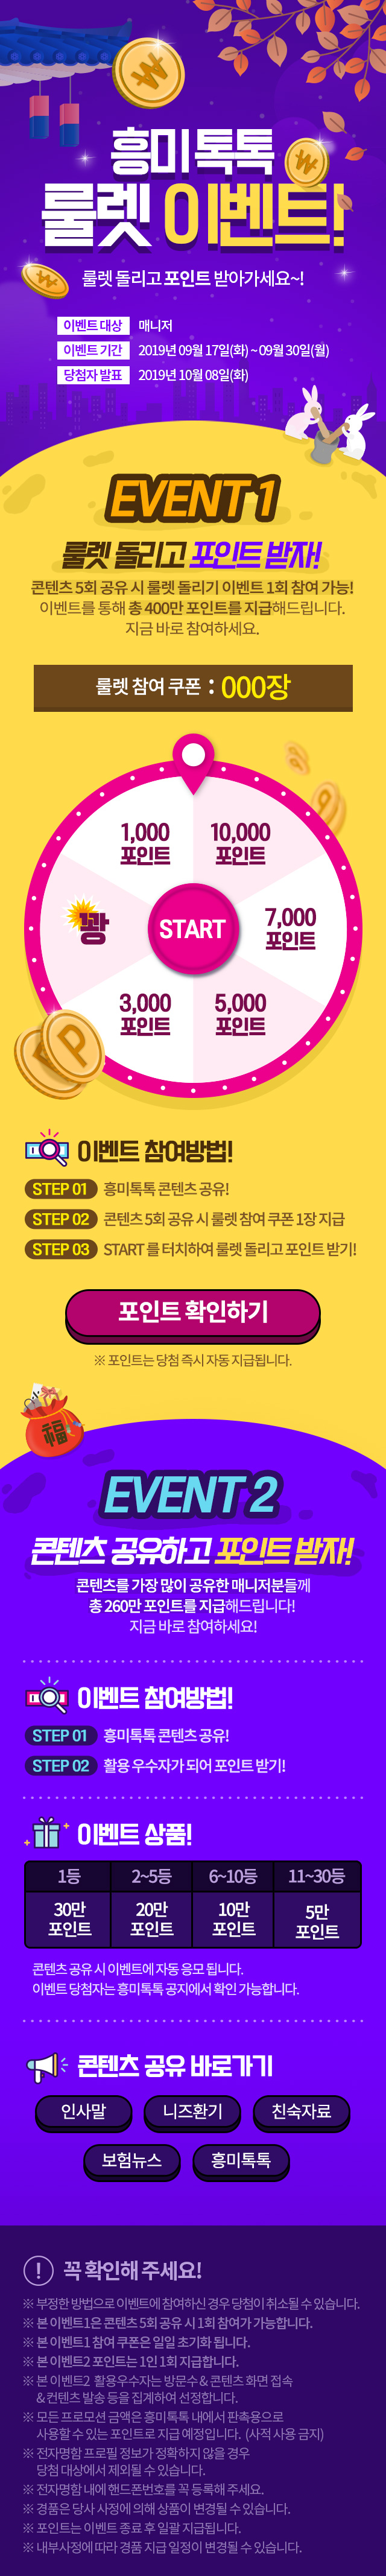 흥미톡톡
룰렛 이벤트!
룰렛 돌리고 포인트 받아가세요~!
이벤트 대상 매니저
이벤트 기간 2019년 09월 17일(화) ~ 09월 30일(월)
당첨자 발표 2019년 10월 08일(화)
EVENT 1
룰렛 돌리고 포인트 받자!
콘텐츠 5회 공유 시 룰렛 돌리기 이벤트 1회 참여 가능!
이벤트를 통해 총 400만 포인트를 지급해드립니다.
지금 바로 참여하세요.
룰렛 참여 쿠폰 : 000장
1,000
포인트
10,000
포인트
꽝
START
7,000
포인트
3,000
포인트
5,000
포인트
P
이벤트 참여방법!
STEP 01 흥미톡톡 콘텐츠 공유!
STEP 02 콘텐츠 5회 공유 시 룰렛 참여 쿠폰 1장 지급
STEP 03 START 를 터치하여 룰렛 돌리고 포인트 받기!
포인트 확인하기
※ 포인트는 당첨 즉시 자동 지급됩니다.
福
EVENT 2
콘텐츠 공유하고 포인트 받자!
콘텐츠를 가장 많이 공유한 매니저분들께
총 260만 포인트를 지급해드립니다!
지금 바로 참여하세요!
이벤트 참여방법!
STEP 01 흥미톡톡 콘텐츠 공유!
STEP 02 활용 우수자가 되어 포인트 받기!
이벤트 상품!
1등 2~5등 6~10등 11~30등
30만 20만 10만 5만
포인트 포인트 포인트 포인트
콘텐츠 공유 시 이벤트에 자동 응모 됩니다.
이벤트 당첨자는 흥미톡톡 공지에서 확인 가능합니다.
콘텐츠 공유 바로가기
인사말 니즈환기 친숙자료
보험뉴스 흥미톡톡
! 꼭 확인해 주세요!
※ 부정한 방법으로 이벤트에 참여하신 경우 당첨이 취소될 수 있습니다.
※ 본 이벤트1은 콘텐츠 5회 공유 시 1회 참여가 가능합니다.
※ 본 이벤트1 참여 쿠폰은 일일 초기화 됩니다.
※ 본 이벤트2 포인트는 1인 1회 지급합니다.
※ 본 이벤트2 활용우수자는 방문수 & 콘텐츠 화면 접속
& 컨텐츠 발송 등을 집계하여 선정합니다.
※ 모든 프로모션 금액은 흥미톡톡 내에서 판촉용으로
사용할 수 있는 포인트로 지급 예정입니다. (사적 사용 금지)
※ 전자명함 프로필 정보가 정확하지 않을 경우
당첨 대상에서 제외될 수 있습니다.
※ 전자명함 내에 핸드폰번호를 꼭 등록해 주세요.
※ 경품은 당사 사정에 의해 상품이 변경될 수 있습니다.
※ 포인트는 이벤트 종료 후 일괄 지급됩니다.
※ 내부사정에 따라 경품 지급 일정이 변경될 수 있습니다.